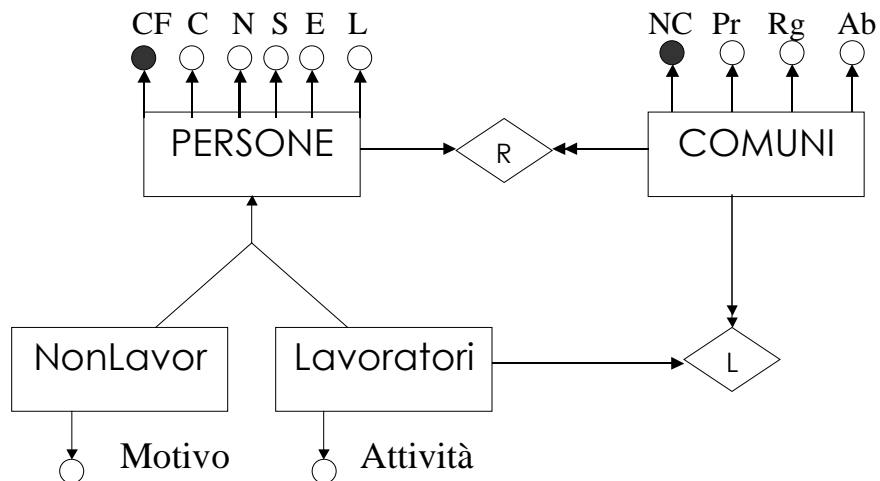 CF C N S E L NC Pr Rg Ab
PERSONE R COMUNI
NonLavor Lavoratori L
Motivo Attività